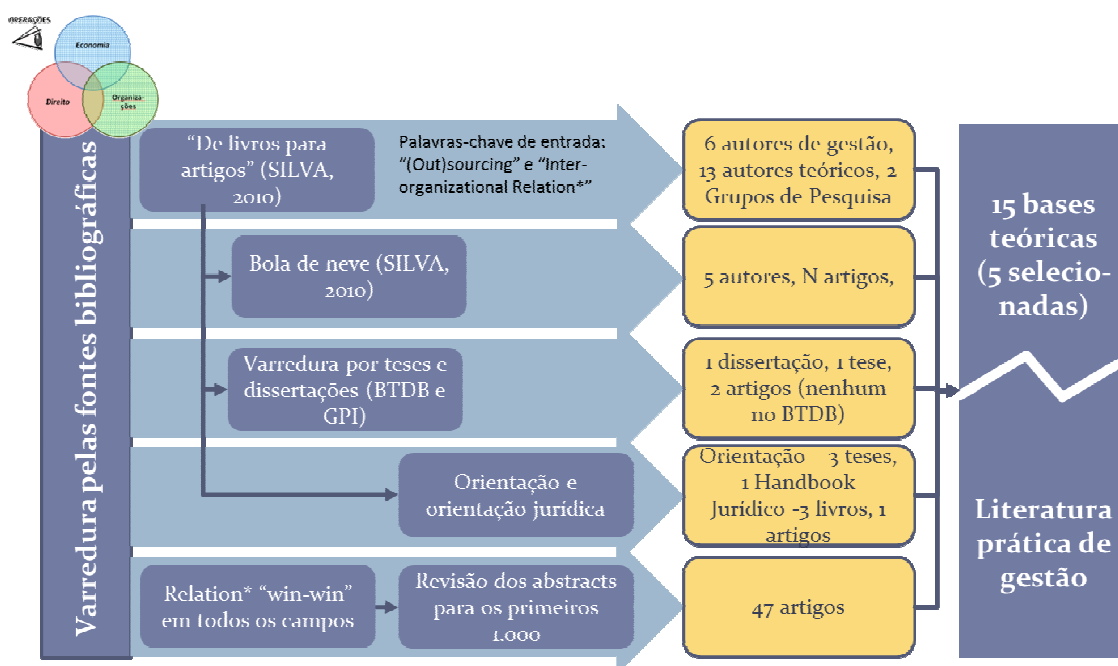 OPERAÇÕES
Economia
Direito
Organiza-
ções
Varredura pelas fontes bibliográficas
“De livros para
artigos” (SILVA,
2010)
Palavras-chave de entrada:
“(Out)sourcing” e “Inter-
organizational Relation*”
6 autores de gestão,
13 autores teóricos, 2
Grupos de Pesquisa
Bola de neve (SILVA,
2010)
5 autores, N artigos,
Varredura por teses e
dissertações (BTDB e
GPI)
1 dissertação, 1 tese,
2 artigos (nenhum
no BTDB)
Orientação e
orientação jurídica
Orientação 3 teses,
1 Handbook
Jurídico -3 livros, 1
artigos
Relation* “win-win”
em todos os campos
Revisão dos abstracts
para os primeiros
1.000
47 artigos
15 bases
teóricas
(5 selecio-
nadas)
Literatura
prática de
gestão